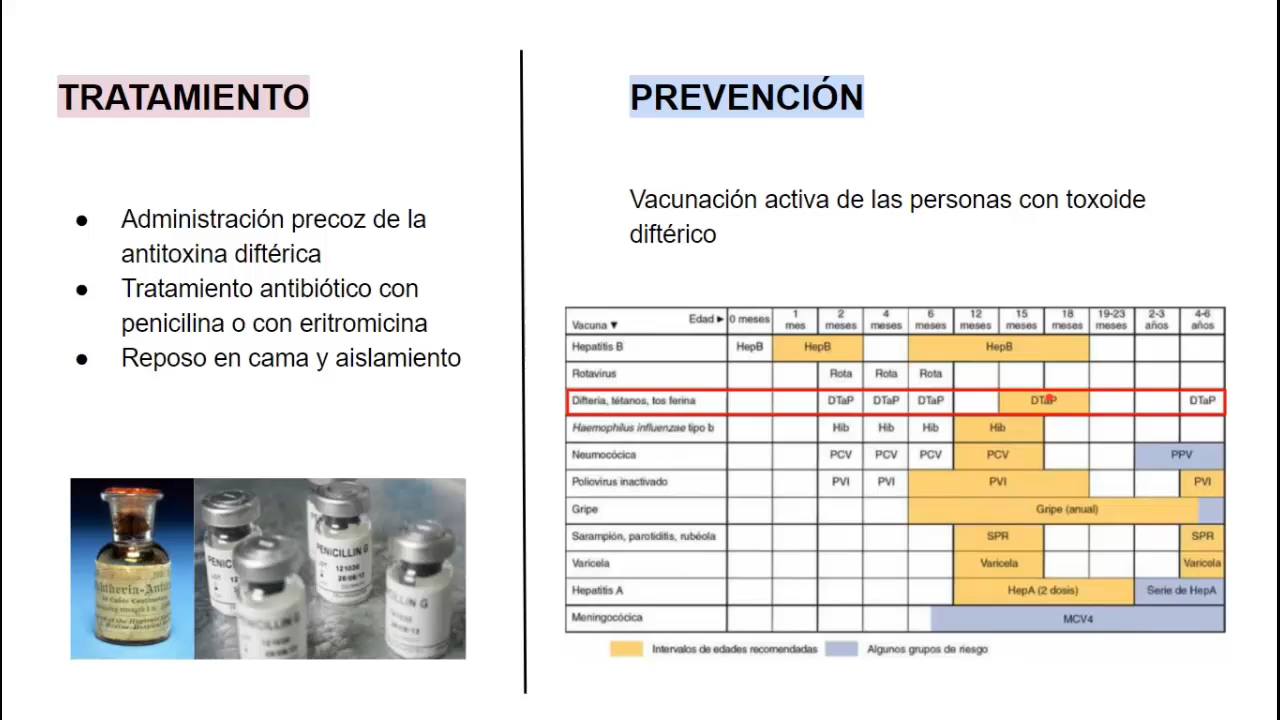 TRATAMIENTO
● Administración precoz de la
antitoxina diftérica
● Tratamiento antibiótico con
penicilina o con eritromicina
● Reposo en cama y aislamiento
PENICILLIN G
LOT
121030
PREVENCIÓN
Vacunación activa de las personas con toxoide
diftérico
Vacuna ▼ Edad ► 0 meses 1 mes 2 meses 4 meses 6 meses 12 meses 15 meses 18 meses 19-23 meses 2-3 años 4-6 años
Hepatitis B HepB HepB HepB
Rotavirus Rota Rota Rota
Difteria, tétanos, tos ferina DTaP DTaP DTaP DTaP DTaP
Haemophilus influenzae tipo b Hib Hib Hib Hib
Neumocócica PCV PCV PCV PCV PPV
Poliovirus inactivado PVI PVI PVI PVI
Gripe Gripe (anual)
Sarampión, parotiditis, rubéola SPR SPR
Varicela Varicela Varicela
Hepatitis A HepA (2 dosis) Serie de HepA
Meningocócica MCV4
Intervalos de edades recomendadas Algunos grupos de riesgo